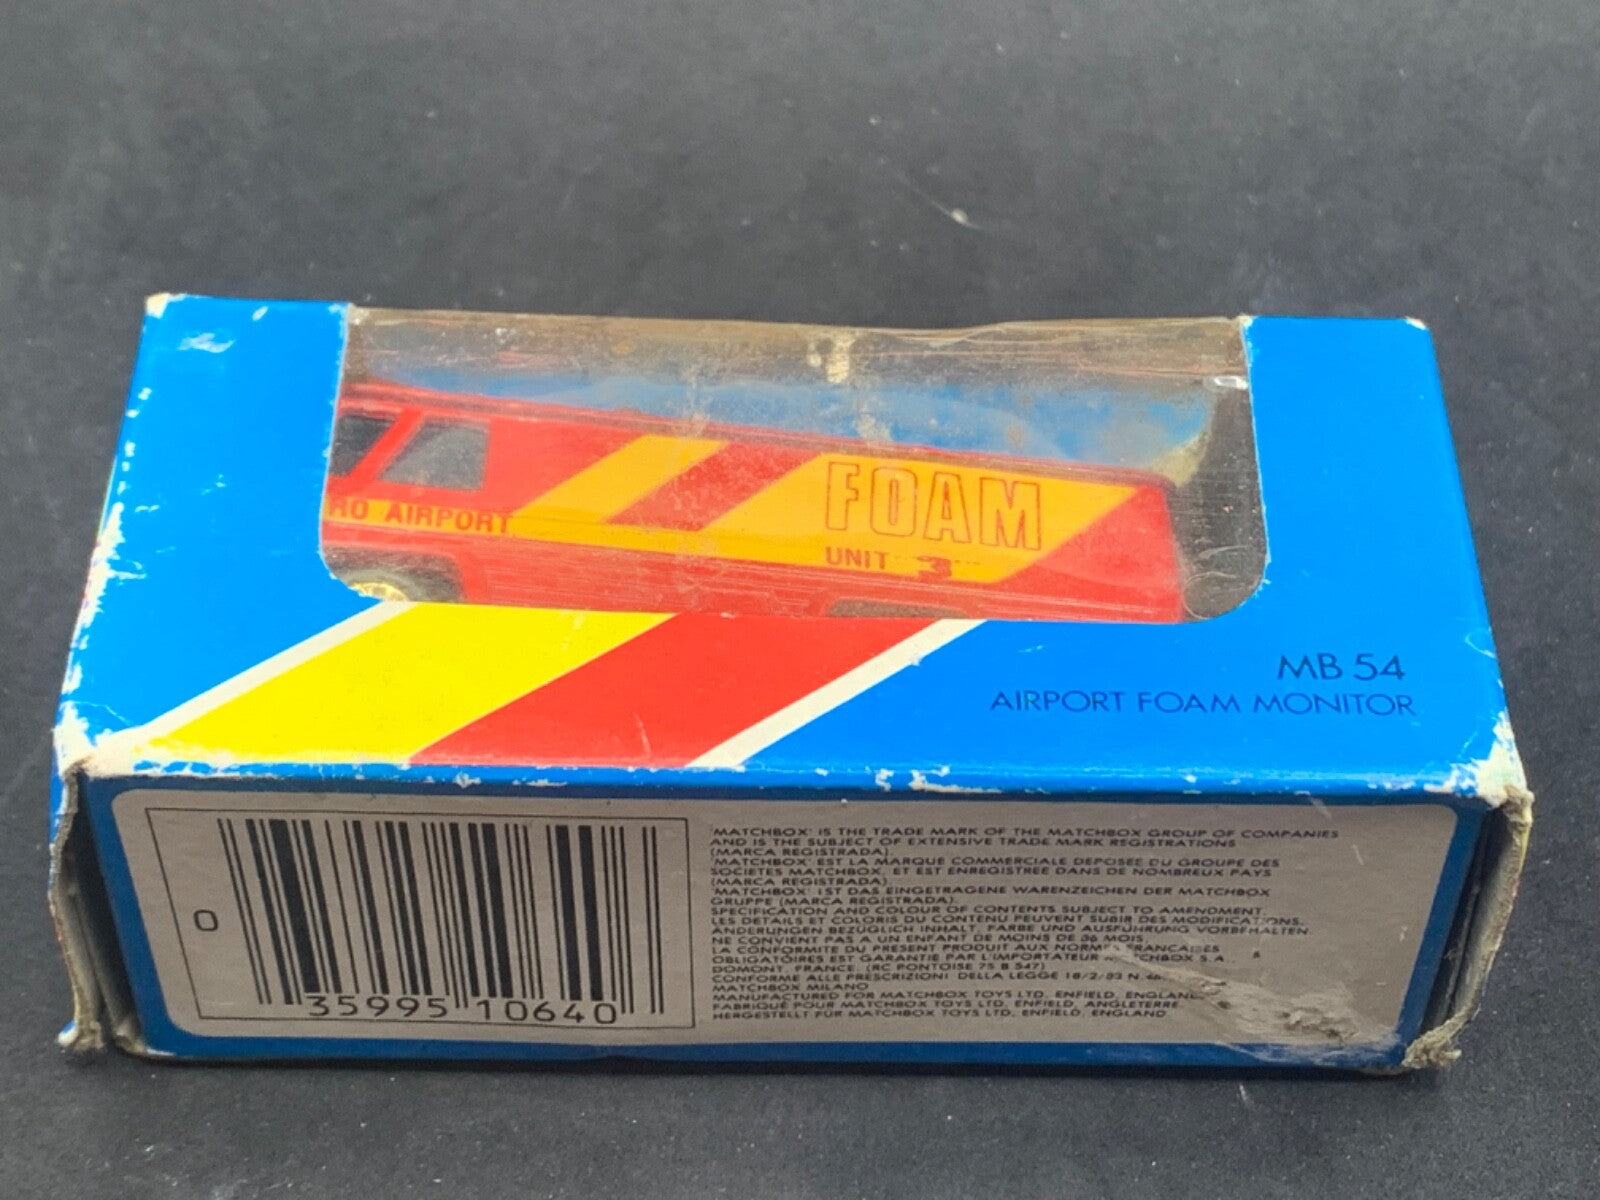 RO AIRPORT
FOAM
UNIT 3
MB 54
AIRPORT FOAM MONITOR
0
35995 10640
'MATCHBOX' IS THE TRADE MARK OF THE MATCHBOX GROUP OF COMPANIES
AND IS THE SUBJECT OF EXTENSIVE TRADE MARK REGISTRATIONS
(MARCA REGISTRADA).
'MATCHBOX' EST LA MARQUE COMMERCIALE DEPOSEE DU GROUPE DES
SOCIETES MATCHBOX, ET EST ENREGISTREE DANS DE NOMBREUX PAYS
(MARCA REGISTRADA).
'MATCHBOX' IST DAS EINGETRAGENE WARENZEICHEN DER MATCHBOX
GRUPPE (MARCA REGISTRADA).
SPECIFICATION AND COLOUR OF CONTENTS SUBJECT TO AMENDMENT.
LES DETAILS ET COLORIS DU CONTENU PEUVENT SUBIR DES MODIFICATIONS.
ÄNDERUNGEN BEZÜGLICH INHALT, FARBE UND AUSFÜHRUNG VORBEHALTEN.
NE CONVIENT PAS A UN ENFANT DE MOINS DE 36 MOIS.
LA CONFORMITE DU PRESENT PRODUIT AUX NORMES FRANCAISES
OBLIGATOIRES EST GARANTIE PAR L'IMPORTATEUR MATCHBOX S.A.,
DOMONT, FRANCE. (RC PONTOISE 75 B 547)
CONFORME ALLE PRESCRIZIONI DELLA LEGGE 18/2/83 N. 46
MATCHBOX MILANO
MANUFACTURED FOR MATCHBOX TOYS LTD. ENFIELD, ENGLAND.
FABRIQUÉ POUR MATCHBOX TOYS LTD. ENFIELD, ANGLETERRE
HERGESTELLT FÜR MATCHBOX TOYS LTD. ENFIELD, ENGLAND